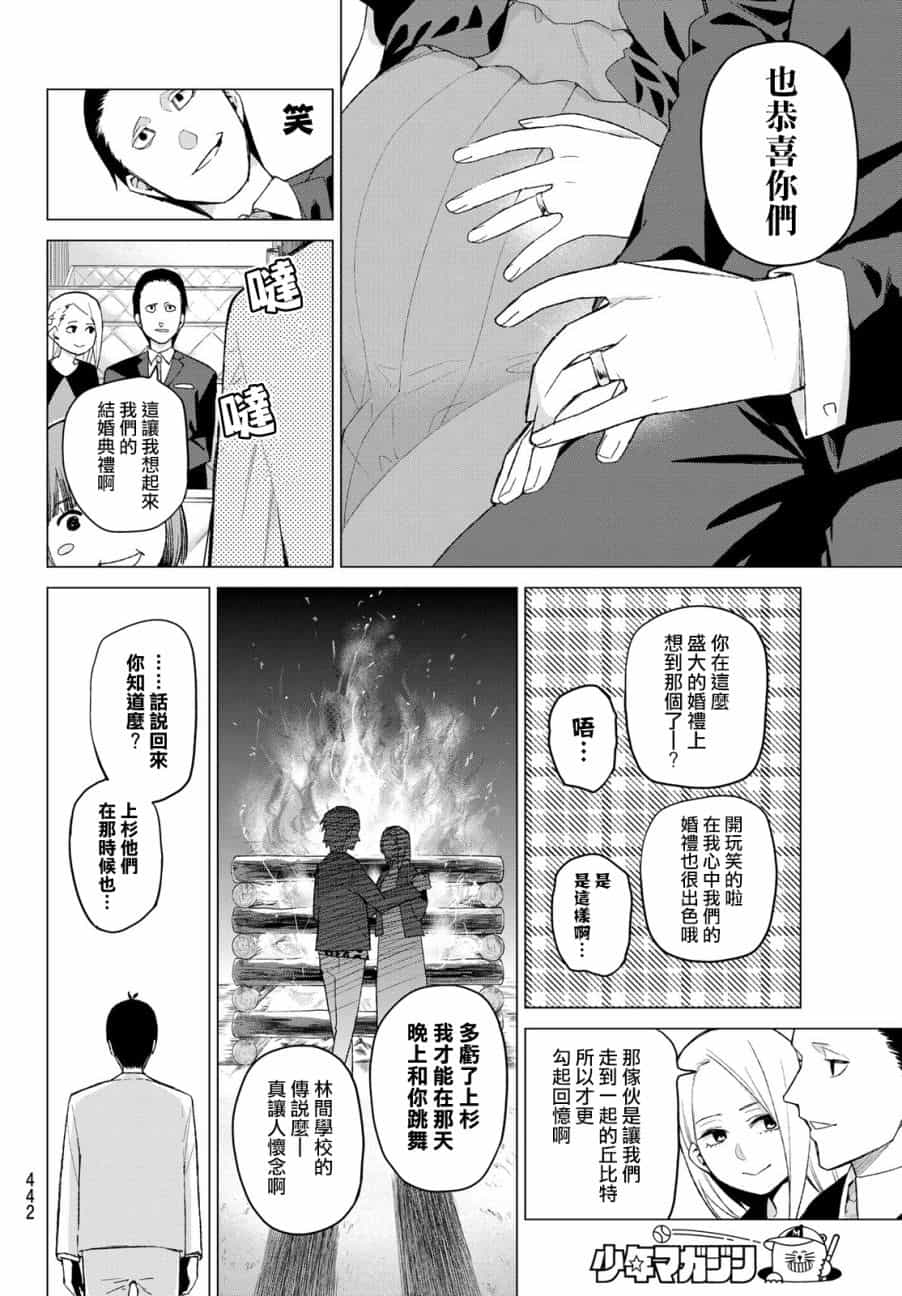 也恭喜你們
笑
噠
噠
這讓我想起來
我們的
結婚典禮啊
你在這麼
盛大的婚禮上
想到那個了─？
唔…
開玩笑的啦
在我心中我們的
婚禮也很出色哦
是
是這樣啊…
那傢伙是讓我們
走到一起的丘比特
所以才更
勾起回憶啊
多虧了上杉
我才能在那天
晚上和你跳舞
林間學校的
傳說麼─
真讓人懷念啊
……話說回來
你知道麼？
上杉他們
在那時候也…
442
少年マガジン